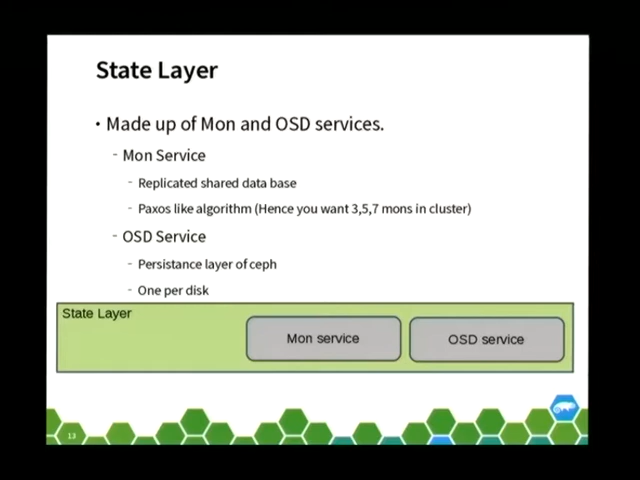 State Layer
• Made up of Mon and OSD services.
- Mon Service
- Replicated shared data base
- Paxos like algorithm (Hence you want 3,5,7 mons in cluster)
- OSD Service
- Persistance layer of ceph
- One per disk
State Layer
Mon service
OSD service
13